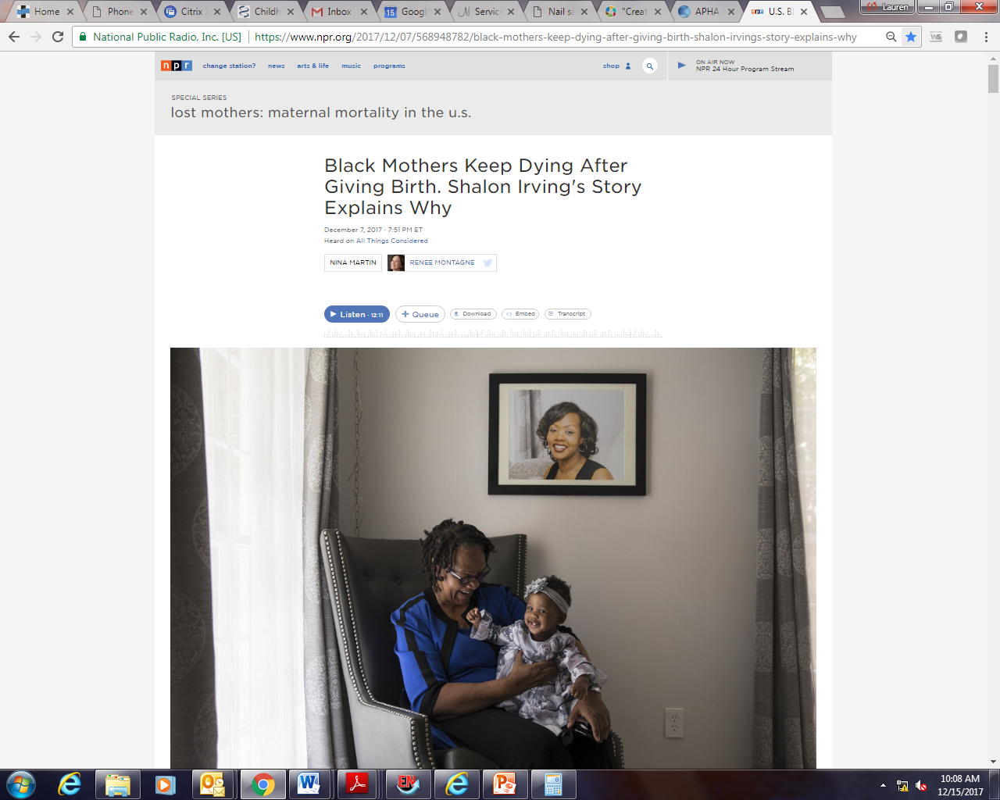 Home
Phone
Citrix
Childh
Inbox
15
Googl
Servic
Nail sa
"Creat
APHA
npr
U.S. B
Lauren
National Public Radio, Inc. [US]
https://www.npr.org/2017/12/07/568948782/black-mothers-keep-dying-after-giving-birth-shalon-irvings-story-explains-why
npr
change station?
news
arts & life
music
programs
shop
ON AIR NOW
NPR 24 Hour Program Stream
SPECIAL SERIES
lost mothers: maternal mortality in the u.s.
Black Mothers Keep Dying After
Giving Birth. Shalon Irving's Story
Explains Why
December 7, 2017 · 7:51 PM ET
Heard on All Things Considered
NINA MARTIN
RENEE MONTAGNE
Listen · 12:11
Queue
Download
Embed
Transcript
EN
10:08 AM
12/15/2017